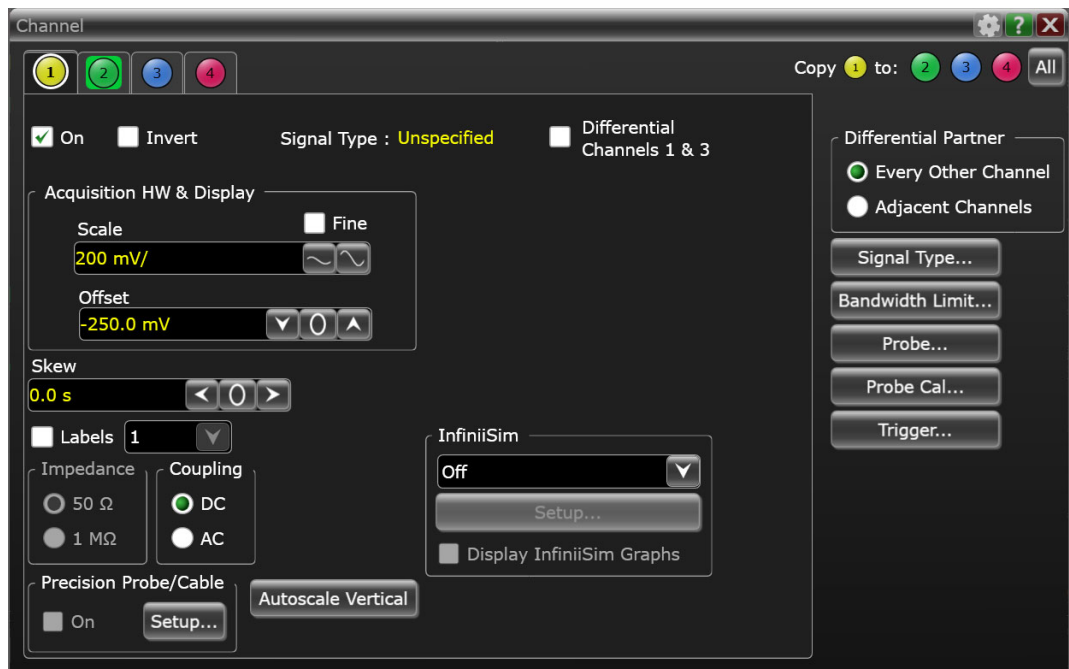 Channel
?
X
1 2 3 4
Copy 1 to: 2 3 4 All
On
Invert
Signal Type : Unspecified
Differential
Channels 1 & 3
Differential Partner
Every Other Channel
Adjacent Channels
Acquisition HW & Display
Scale
Fine
200 mV/
Offset
-250.0 mV
0
Skew
0.0 s
0
Labels 1
Impedance
50 Ω
1 MΩ
Coupling
DC
AC
InfiniiSim
Off
Setup...
Display InfiniiSim Graphs
Precision Probe/Cable
On
Setup...
Autoscale Vertical
Signal Type...
Bandwidth Limit...
Probe...
Probe Cal...
Trigger...